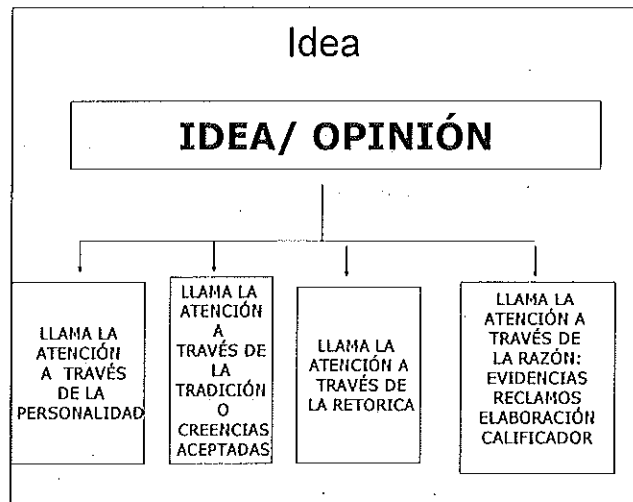 Idea
IDEA/ OPINIÓN
LLAMA LA
ATENCIÓN
A TRAVÉS
DE LA
PERSONALIDAD
LLAMA LA
ATENCIÓN
A
TRAVÉS DE
LA
TRADICIÓN
O
CREENCIAS
ACEPTADAS
LLAMA LA
ATENCIÓN A
TRAVÉS DE
LA RETORICA
LLAMA LA
ATENCIÓN A
TRAVÉS DE
LA RAZÓN:
EVIDENCIAS
RECLAMOS
ELABORACIÓN
CALIFICADOR